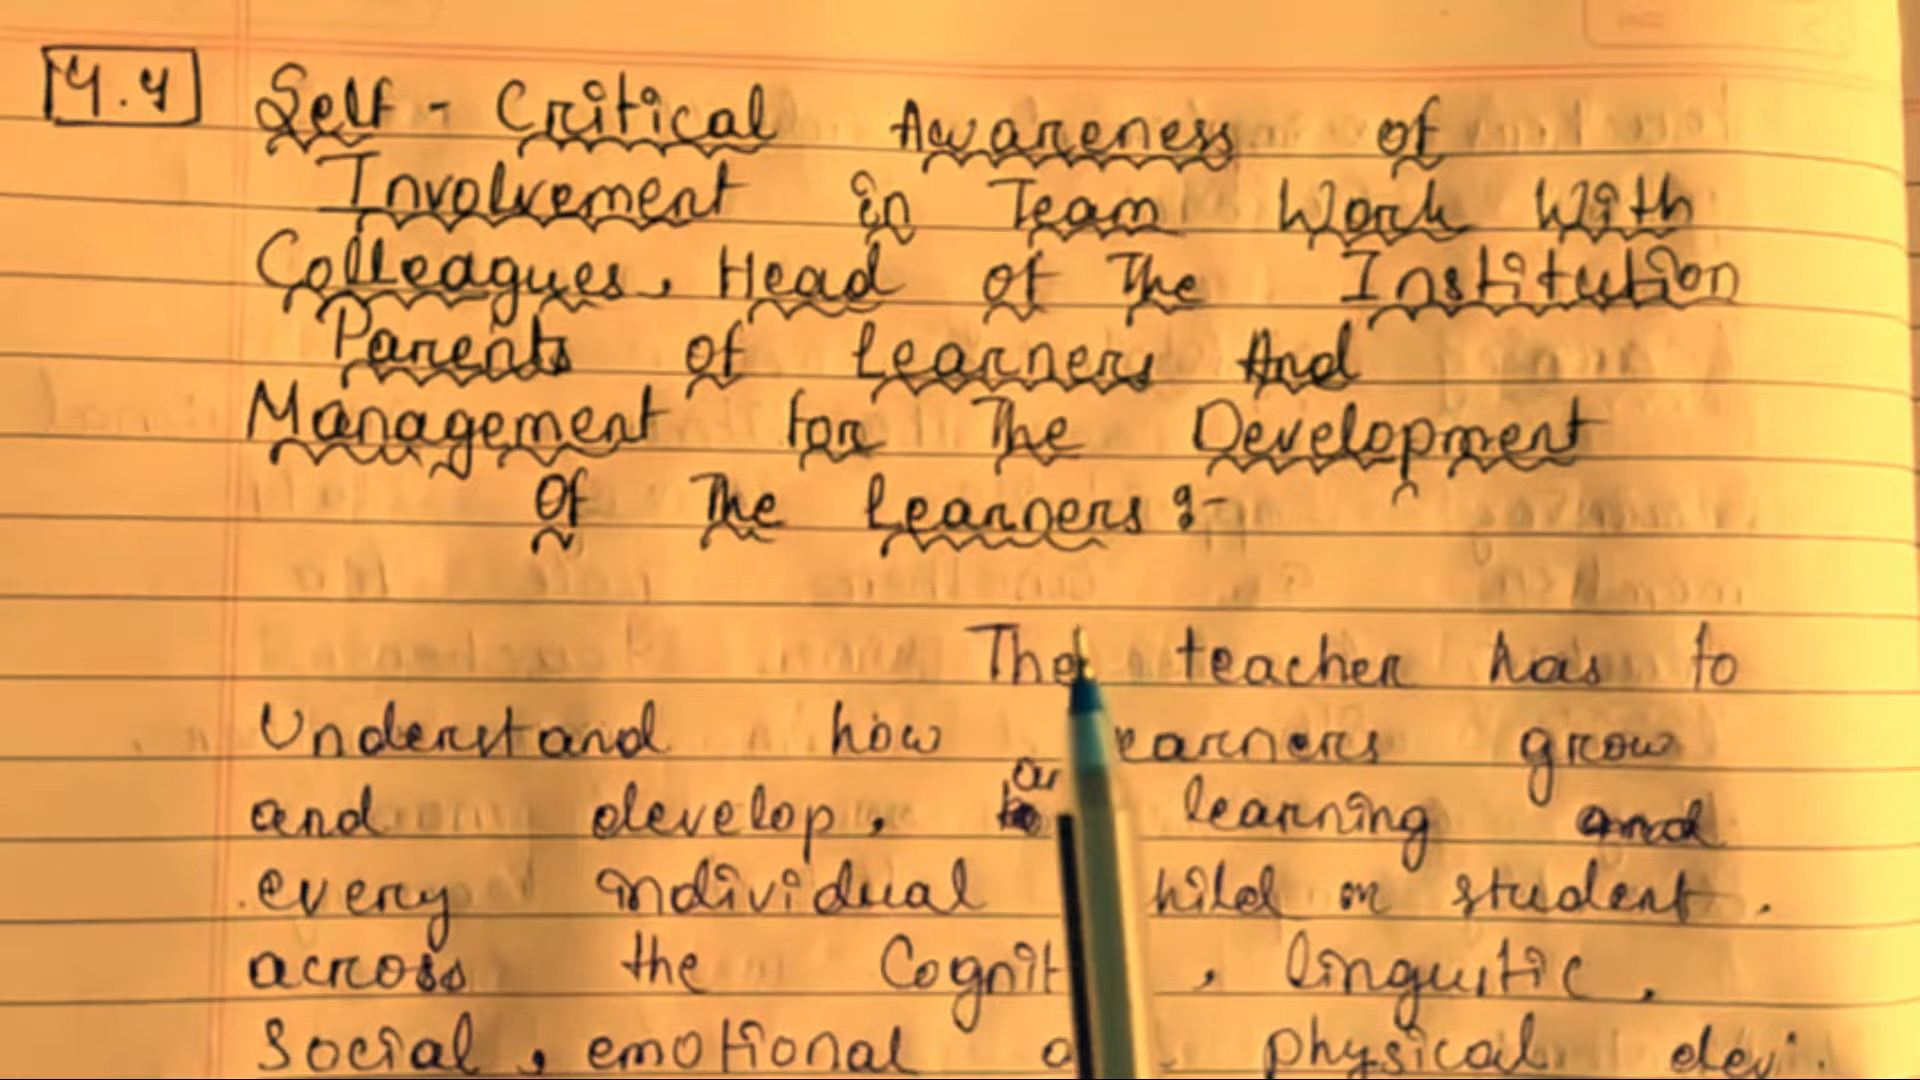 4.4 Self - Critical Awareness of
Involvement in Team Work With
Colleagues, Head of The Institution
Parents of Learners And
Management for The Development
Of The Learners :-
The teacher has to
Understand how earners grow
and develop, learning and
every individual hild or student.
across the Cognit , linguistic,
Social, emotional physical